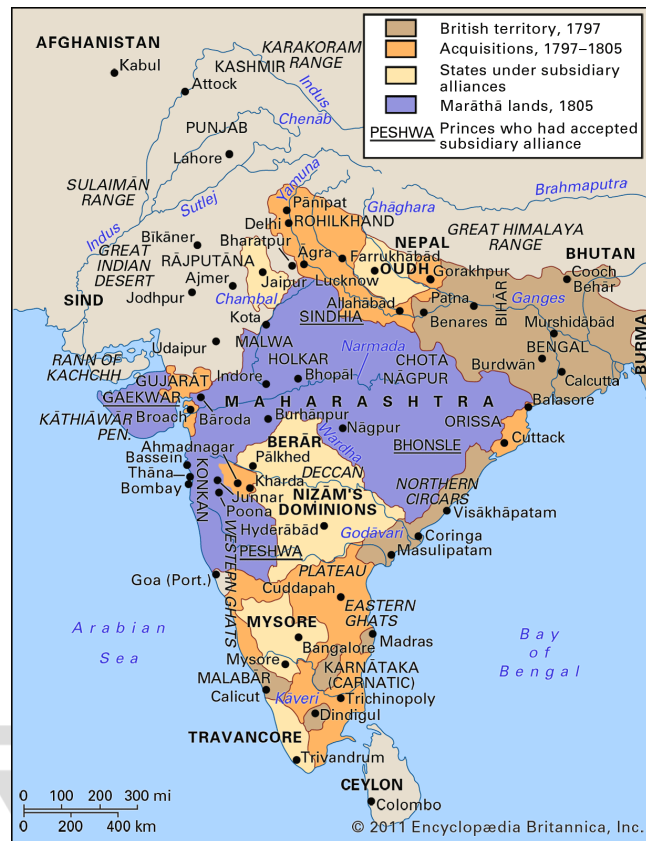 British territory, 1797
Acquisitions, 1797–1805
States under subsidiary
alliances
Marāthā lands, 1805
PESHWA Princes who had accepted
subsidiary alliance
AFGHANISTAN
Kabul
KARAKORAM
RANGE
KASHMIR
Attock
Indus
Chenāb
PUNJAB
Lahore
Yamuna
SULAIMĀN
RANGE
Sutlej
Brahmaputra
Pānipat
Ghāghara
Delhi
ROHILKHAND
Indus
Bīkāner
Bharatpur
GREAT HIMALAYA
RANGE
NEPAL
GREAT
INDIAN
DESERT
RĀJPUTĀNA
Āgra
Farrukhābād
BHUTAN
OUDH
Gorakhpur
Cooch
Behār
Ajmer
Jaipur
Lucknow
SIND
Jodhpur
Chambal
Allahābād
Patna
BIHĀR
Ganges
SINDHIA
Benares
Murshidābād
Kota
BURMA
Udaipur
MALWA
BENGAL
RANN OF
KACHCHH
HOLKAR
Narmada
CHOTA
NĀGPUR
Burdwān
GUJARĀT
Indore
Bhopāl
Calcutta
GAEKWAR
MAHARASHTRA
Balasore
KĀTHIĀWĀR
PEN.
Broach
Bāroda
Burhānpur
ORISSA
Nāgpur
Cuttack
Ahmadnagar
BERĀR
Wardha
BHONSLE
Bassein
Pālkhed
Thāna
KONKAN
DECCAN
Bombay
Kharda
NORTHERN
CIRCARS
Junnar
NIZĀM'S
DOMINIONS
Poona
Visākhāpatam
Hyderābād
Godāvari
Coringa
PESHWA
Masulipatam
WESTERN GHATS
PLATEAU
Goa (Port.)
Cuddapah
EASTERN
GHATS
Arabian
Sea
MYSORE
Bay
of
Bengal
Bangalore
Madras
Mysore
KARNĀTAKA
(CARNATIC)
MALABĀR
Calicut
Kaveri
Trichinopoly
Dindigul
TRAVANCORE
Trivandrum
CEYLON
Colombo
0 100 200 300 mi
0 200 400 km
© 2011 Encyclopædia Britannica, Inc.